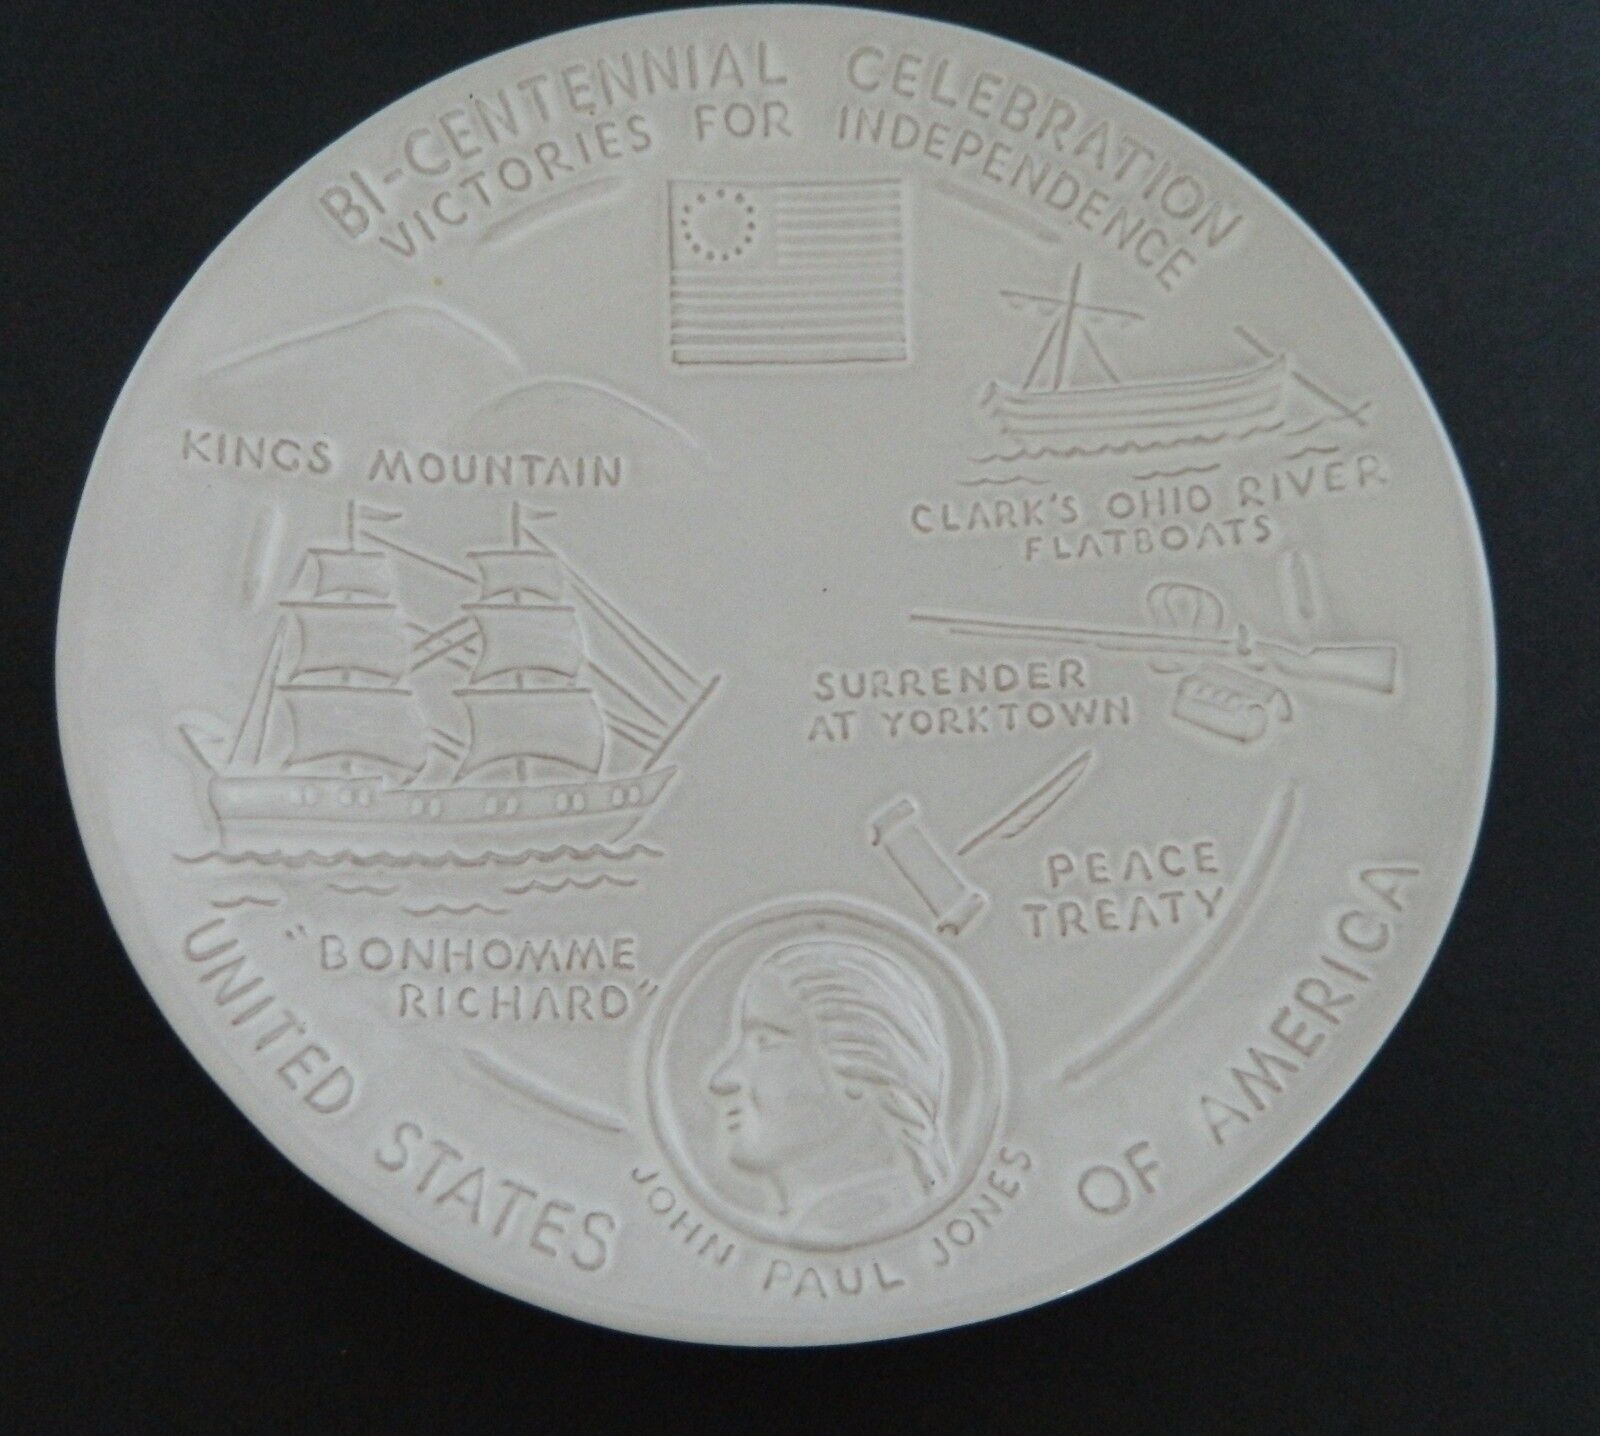 BI-CENTENNIAL CELEBRATION
VICTORIES FOR INDEPENDENCE
KINGS MOUNTAIN
CLARK'S OHIO RIVER
FLATBOATS
SURRENDER
AT YORKTOWN
PEACE
TREATY
"BONHOMME
RICHARD"
JOHN PAUL JONES
UNITED STATES OF AMERICA